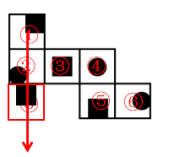 ①
② ③ ④
⑤ ⑥